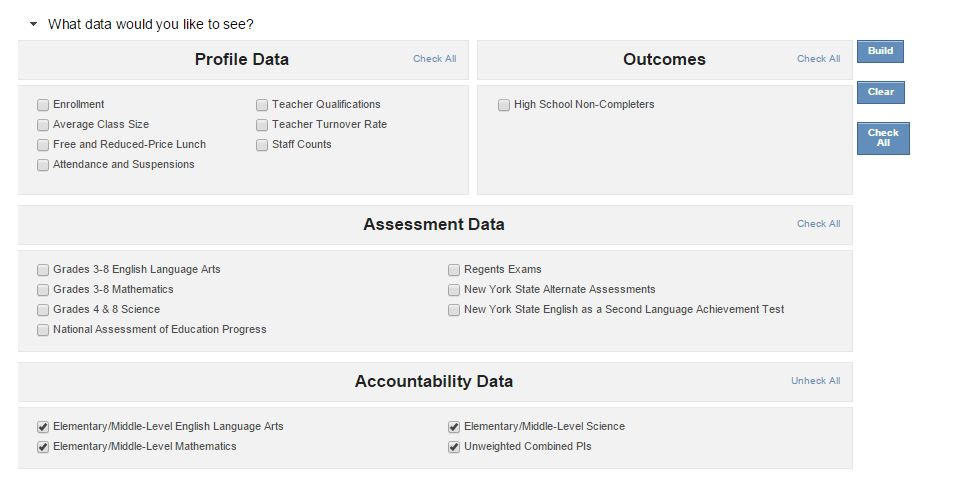 What data would you like to see?
Profile Data
Check All
Enrollment
Average Class Size
Free and Reduced-Price Lunch
Attendance and Suspensions
Teacher Qualifications
Teacher Turnover Rate
Staff Counts
Outcomes
Check All
High School Non-Completers
Build
Clear
Check
All
Assessment Data
Check All
Grades 3-8 English Language Arts
Grades 3-8 Mathematics
Grades 4 & 8 Science
National Assessment of Education Progress
Regents Exams
New York State Alternate Assessments
New York State English as a Second Language Achievement Test
Accountability Data
Unheck All
Elementary/Middle-Level English Language Arts
Elementary/Middle-Level Mathematics
Elementary/Middle-Level Science
Unweighted Combined PIs